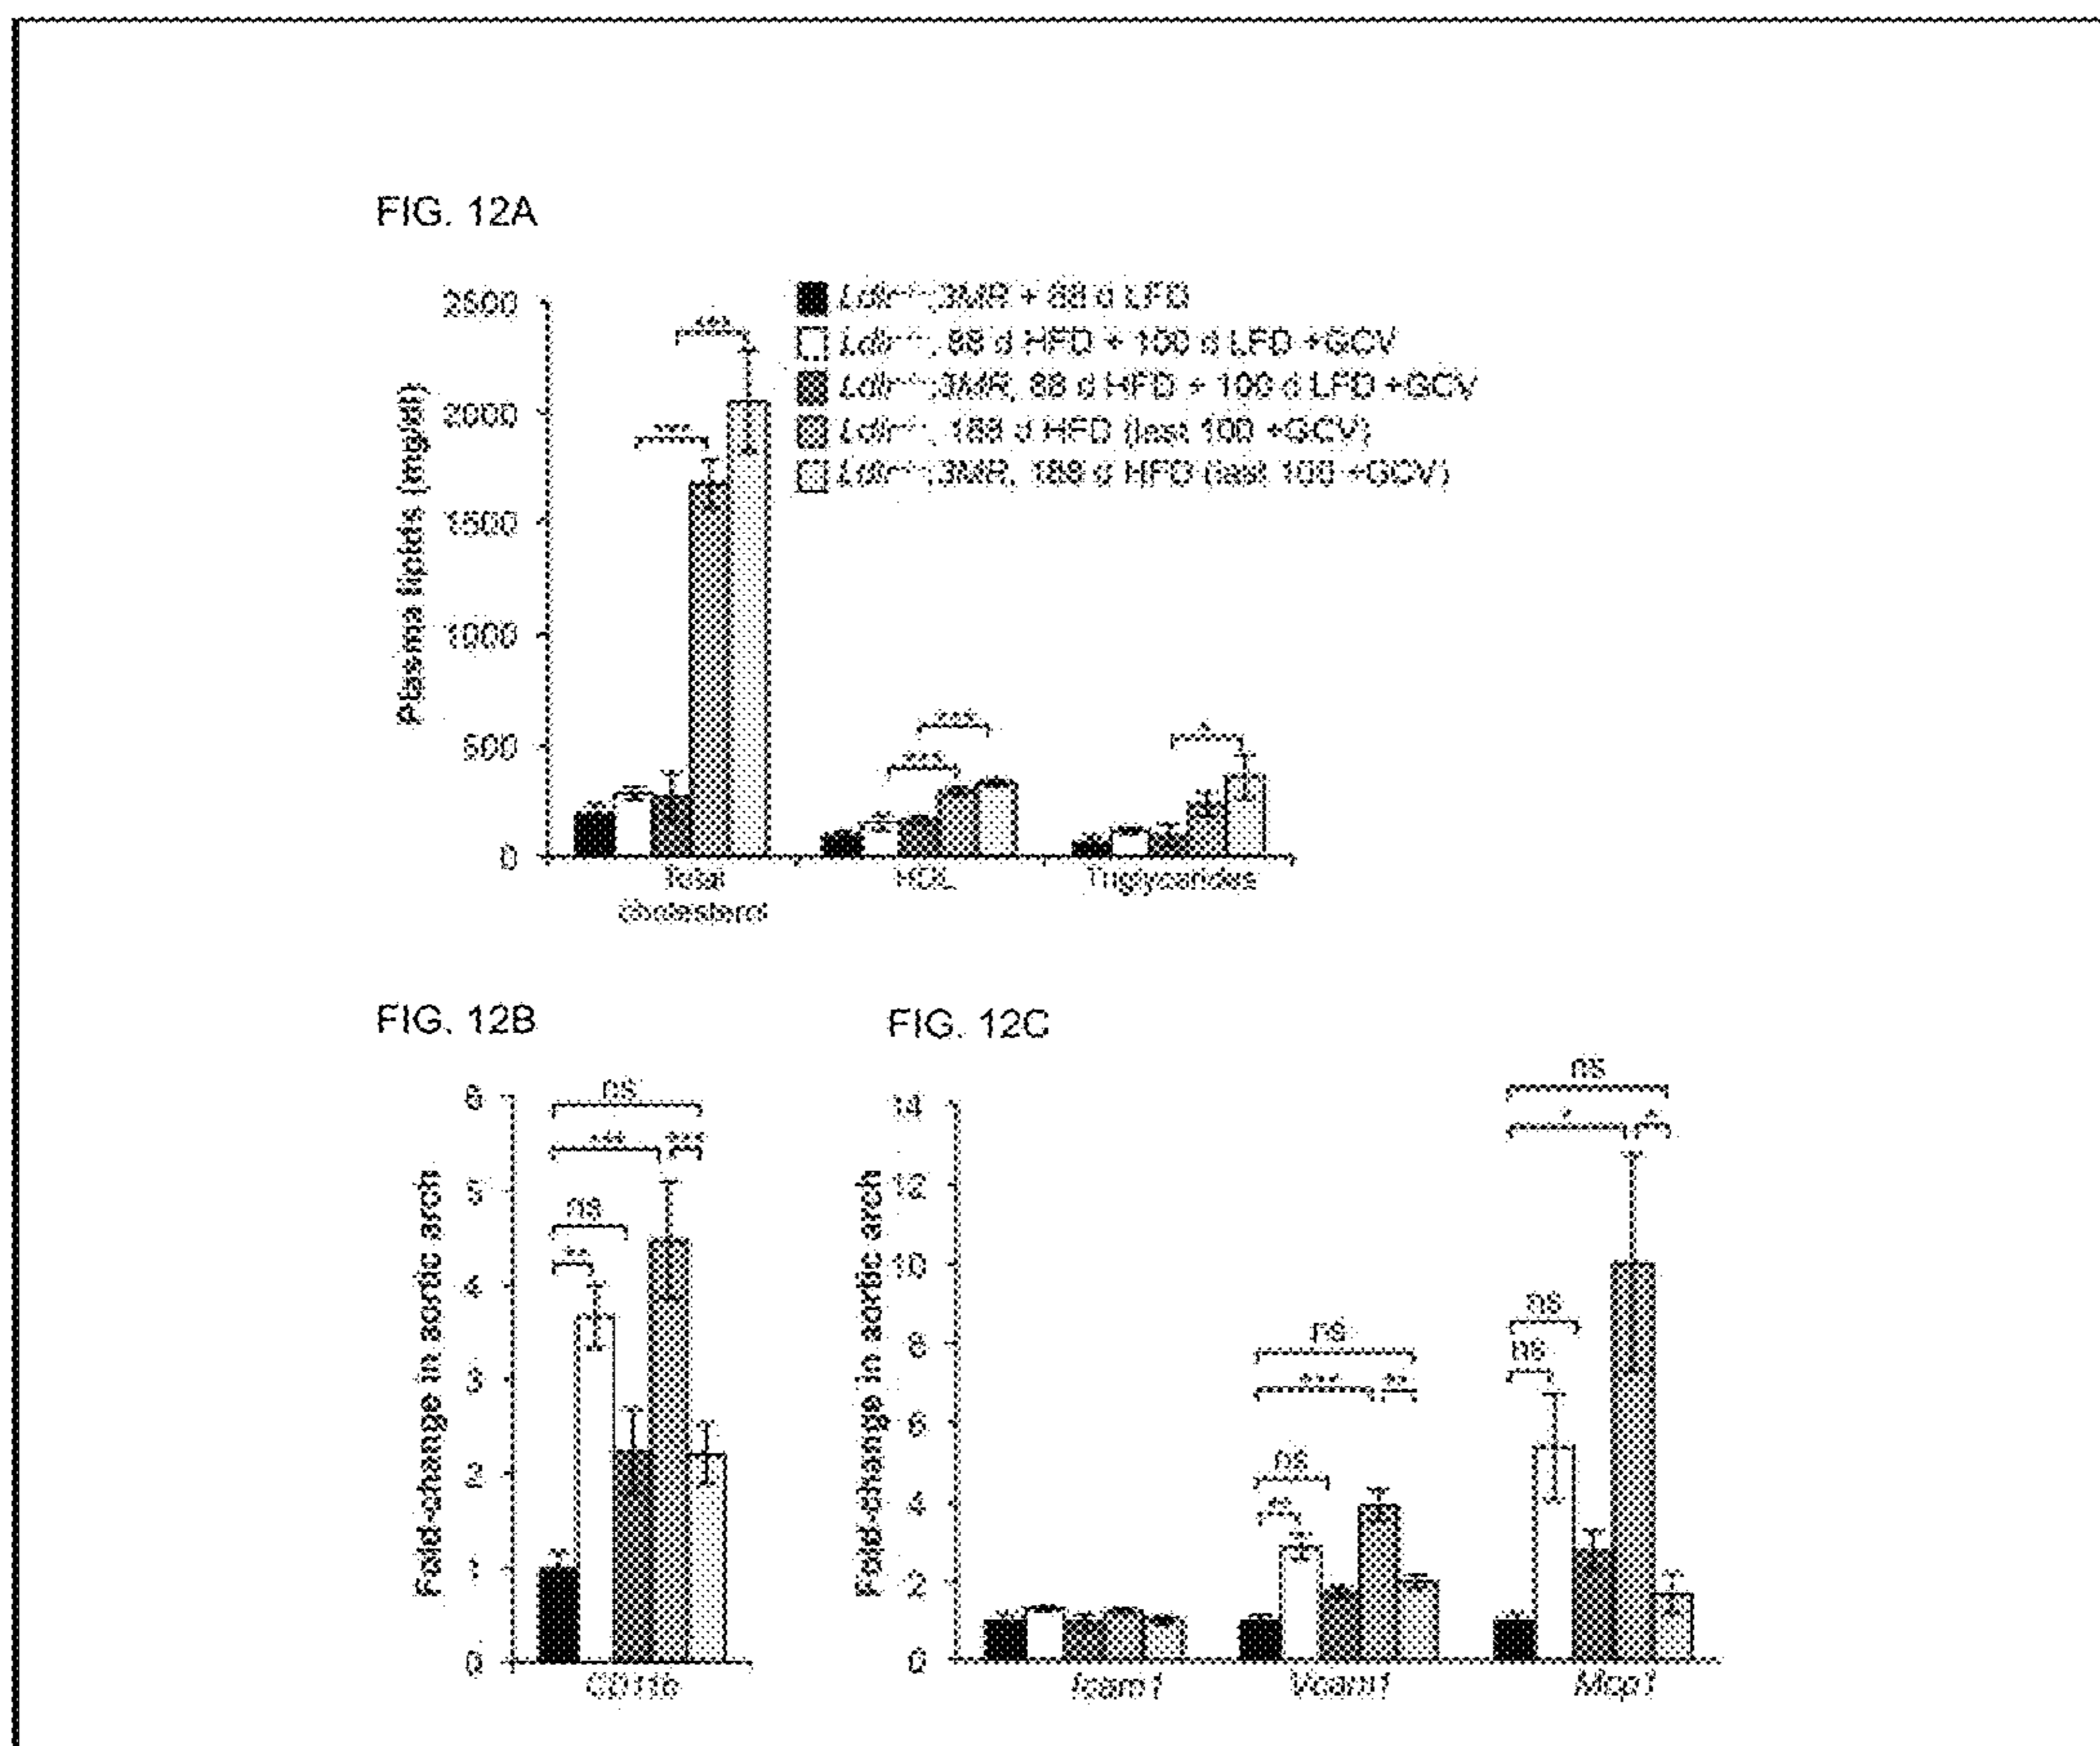 FIG. 12A
Plasma lipids (mg/dl)
2500
2000
1500
1000
500
0
***
***
***
***
*
Ldlr-/-;3MR + 88 d LFD
Ldlr-/-, 88 d HFD + 100 d LFD +GCV
Ldlr-/-;3MR, 88 d HFD + 100 d LFD +GCV
Ldlr-/-, 188 d HFD (last 100 +GCV)
Ldlr-/-;3MR, 188 d HFD (last 100 +GCV)
Total
cholesterol
HDL
Triglycerides
FIG. 12B
Fold-change in aortic arch
6
5
4
3
2
1
0
ns
***
***
ns
**
CD11b
FIG. 12C
Fold-change in aortic arch
14
12
10
8
6
4
2
0
ns
***
**
ns
**
ns
*
*
ns
ns
Icam1
Vcam1
Mcp1